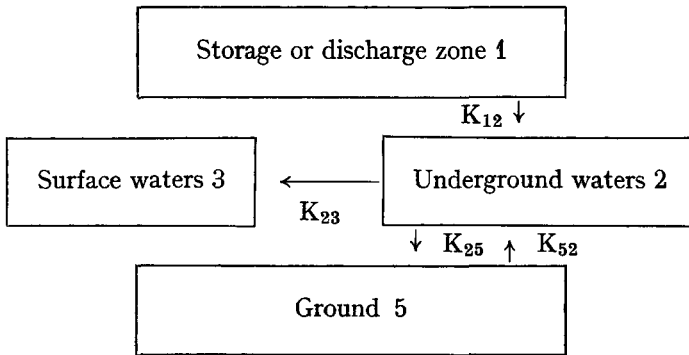 Storage or discharge zone 1
K₁₂ ↓
Surface waters 3
Underground waters 2
K₂₃
↓ K₂₅ ↑ K₅₂
Ground 5